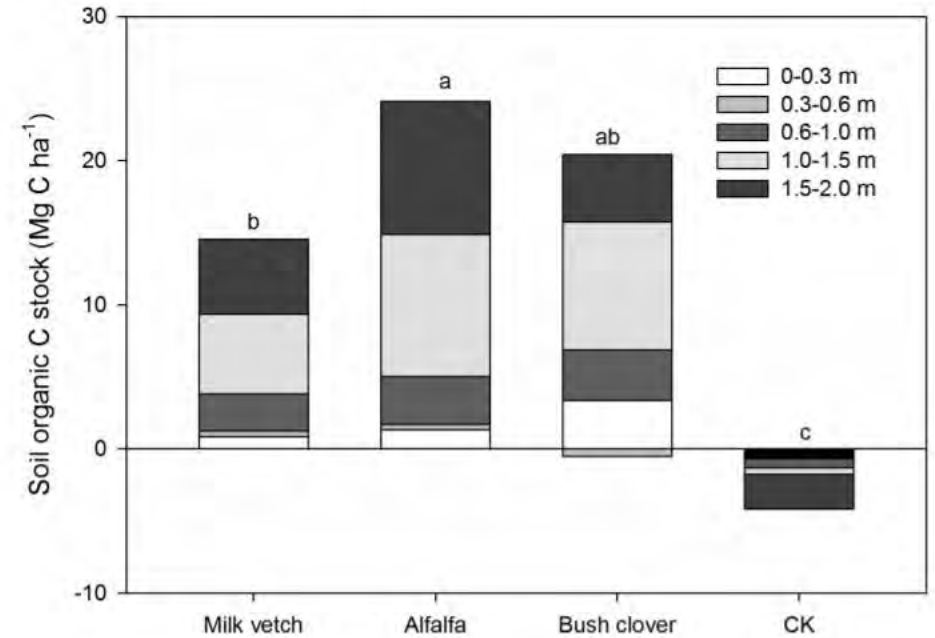 Soil organic C stock (Mg C ha⁻¹)
30
20
10
0
-10
b
a
ab
c
0-0.3 m
0.3-0.6 m
0.6-1.0 m
1.0-1.5 m
1.5-2.0 m
Milk vetch
Alfalfa
Bush clover
CK